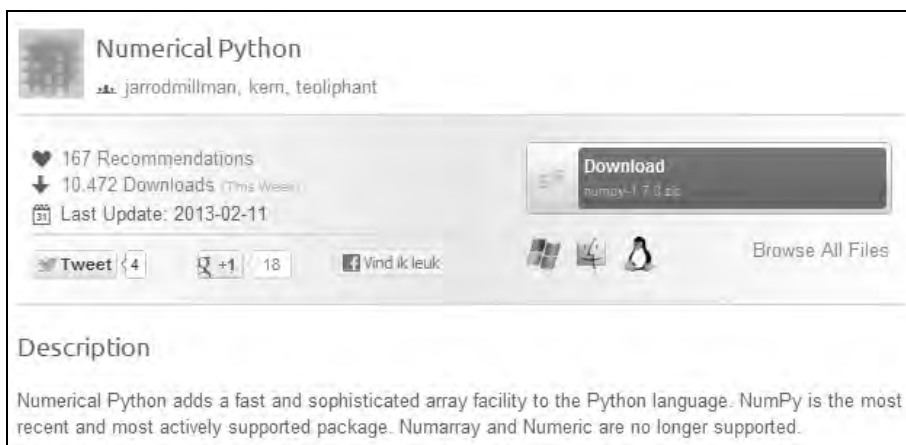 Numerical Python
jarrodmillman, kern, teoliphant
167 Recommendations
10.472 Downloads (This Week)
Last Update: 2013-02-11
Download
numpy-1.7.0.zip
Tweet 4
g +1 18
f Vind ik leuk
Browse All Files
Description
Numerical Python adds a fast and sophisticated array facility to the Python language. NumPy is the most
recent and most actively supported package. Numarray and Numeric are no longer supported.